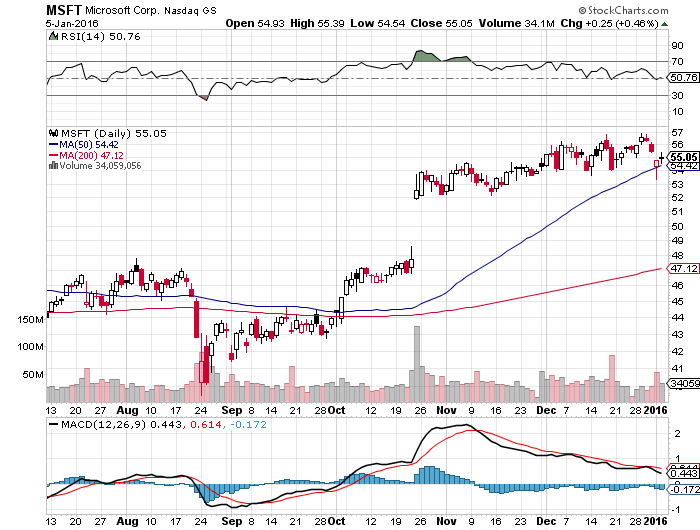 MSFT Microsoft Corp. Nasdaq GS © StockCharts.com
5-Jan-2016 Open 54.93 High 55.39 Low 54.54 Close 55.05 Volume 34.1M Chg +0.25 (+0.46%)
RSI(14) 50.76
90
70
50.76
30
10
MSFT (Daily) 55.05
MA(50) 54.42
MA(200) 47.12
Volume 34,059,056
57
56
55.05
54.42
54
53
52
51
50
49
48
47.12
46
45
44
43
42
41
150M
100M
50M
34059
13 20 27 Aug 10 17 24 Sep 8 14 21 28 Oct 12 19 26 Nov 9 16 23 Dec 7 14 21 28 2016
MACD(12,26,9) 0.443, 0.614, -0.172
2
1
0.614
0.443
-0.172
-1
13 20 27 Aug 10 17 24 Sep 8 14 21 28 Oct 12 19 26 Nov 9 16 23 Dec 7 14 21 28 2016